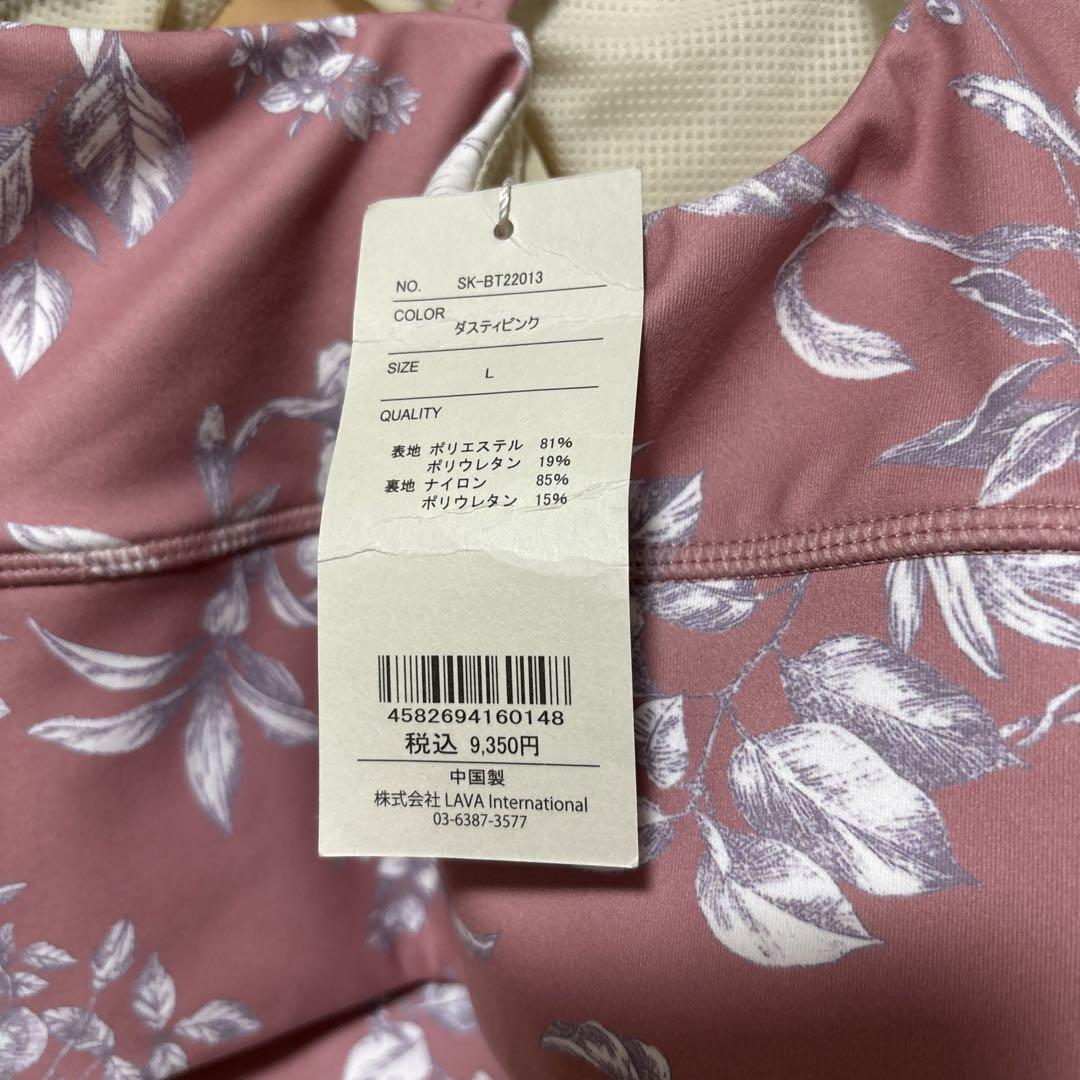 NO. SK-BT22013
COLOR ダスティピンク
SIZE L
QUALITY
表地 ポリエステル 81%
ポリウレタン 19%
裏地 ナイロン 85%
ポリウレタン 15%
4582694160148
税込 9,350円
中国製
株式会社 LAVA International
03-6387-3577